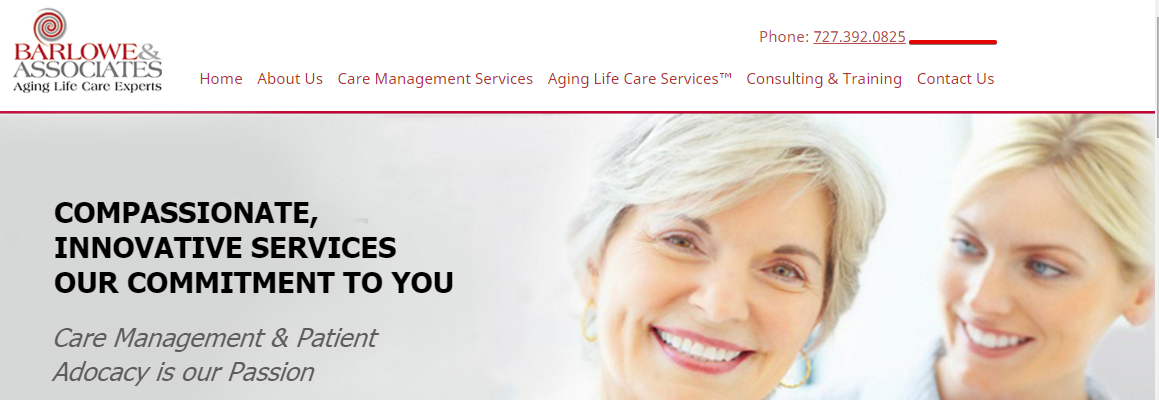 BARLOWE&
ASSOCIATES
Aging Life Care Experts
Phone: 727.392.0825
Home About Us Care Management Services Aging Life Care Services™ Consulting & Training Contact Us
COMPASSIONATE,
INNOVATIVE SERVICES
OUR COMMITMENT TO YOU
Care Management & Patient
Adocacy is our Passion